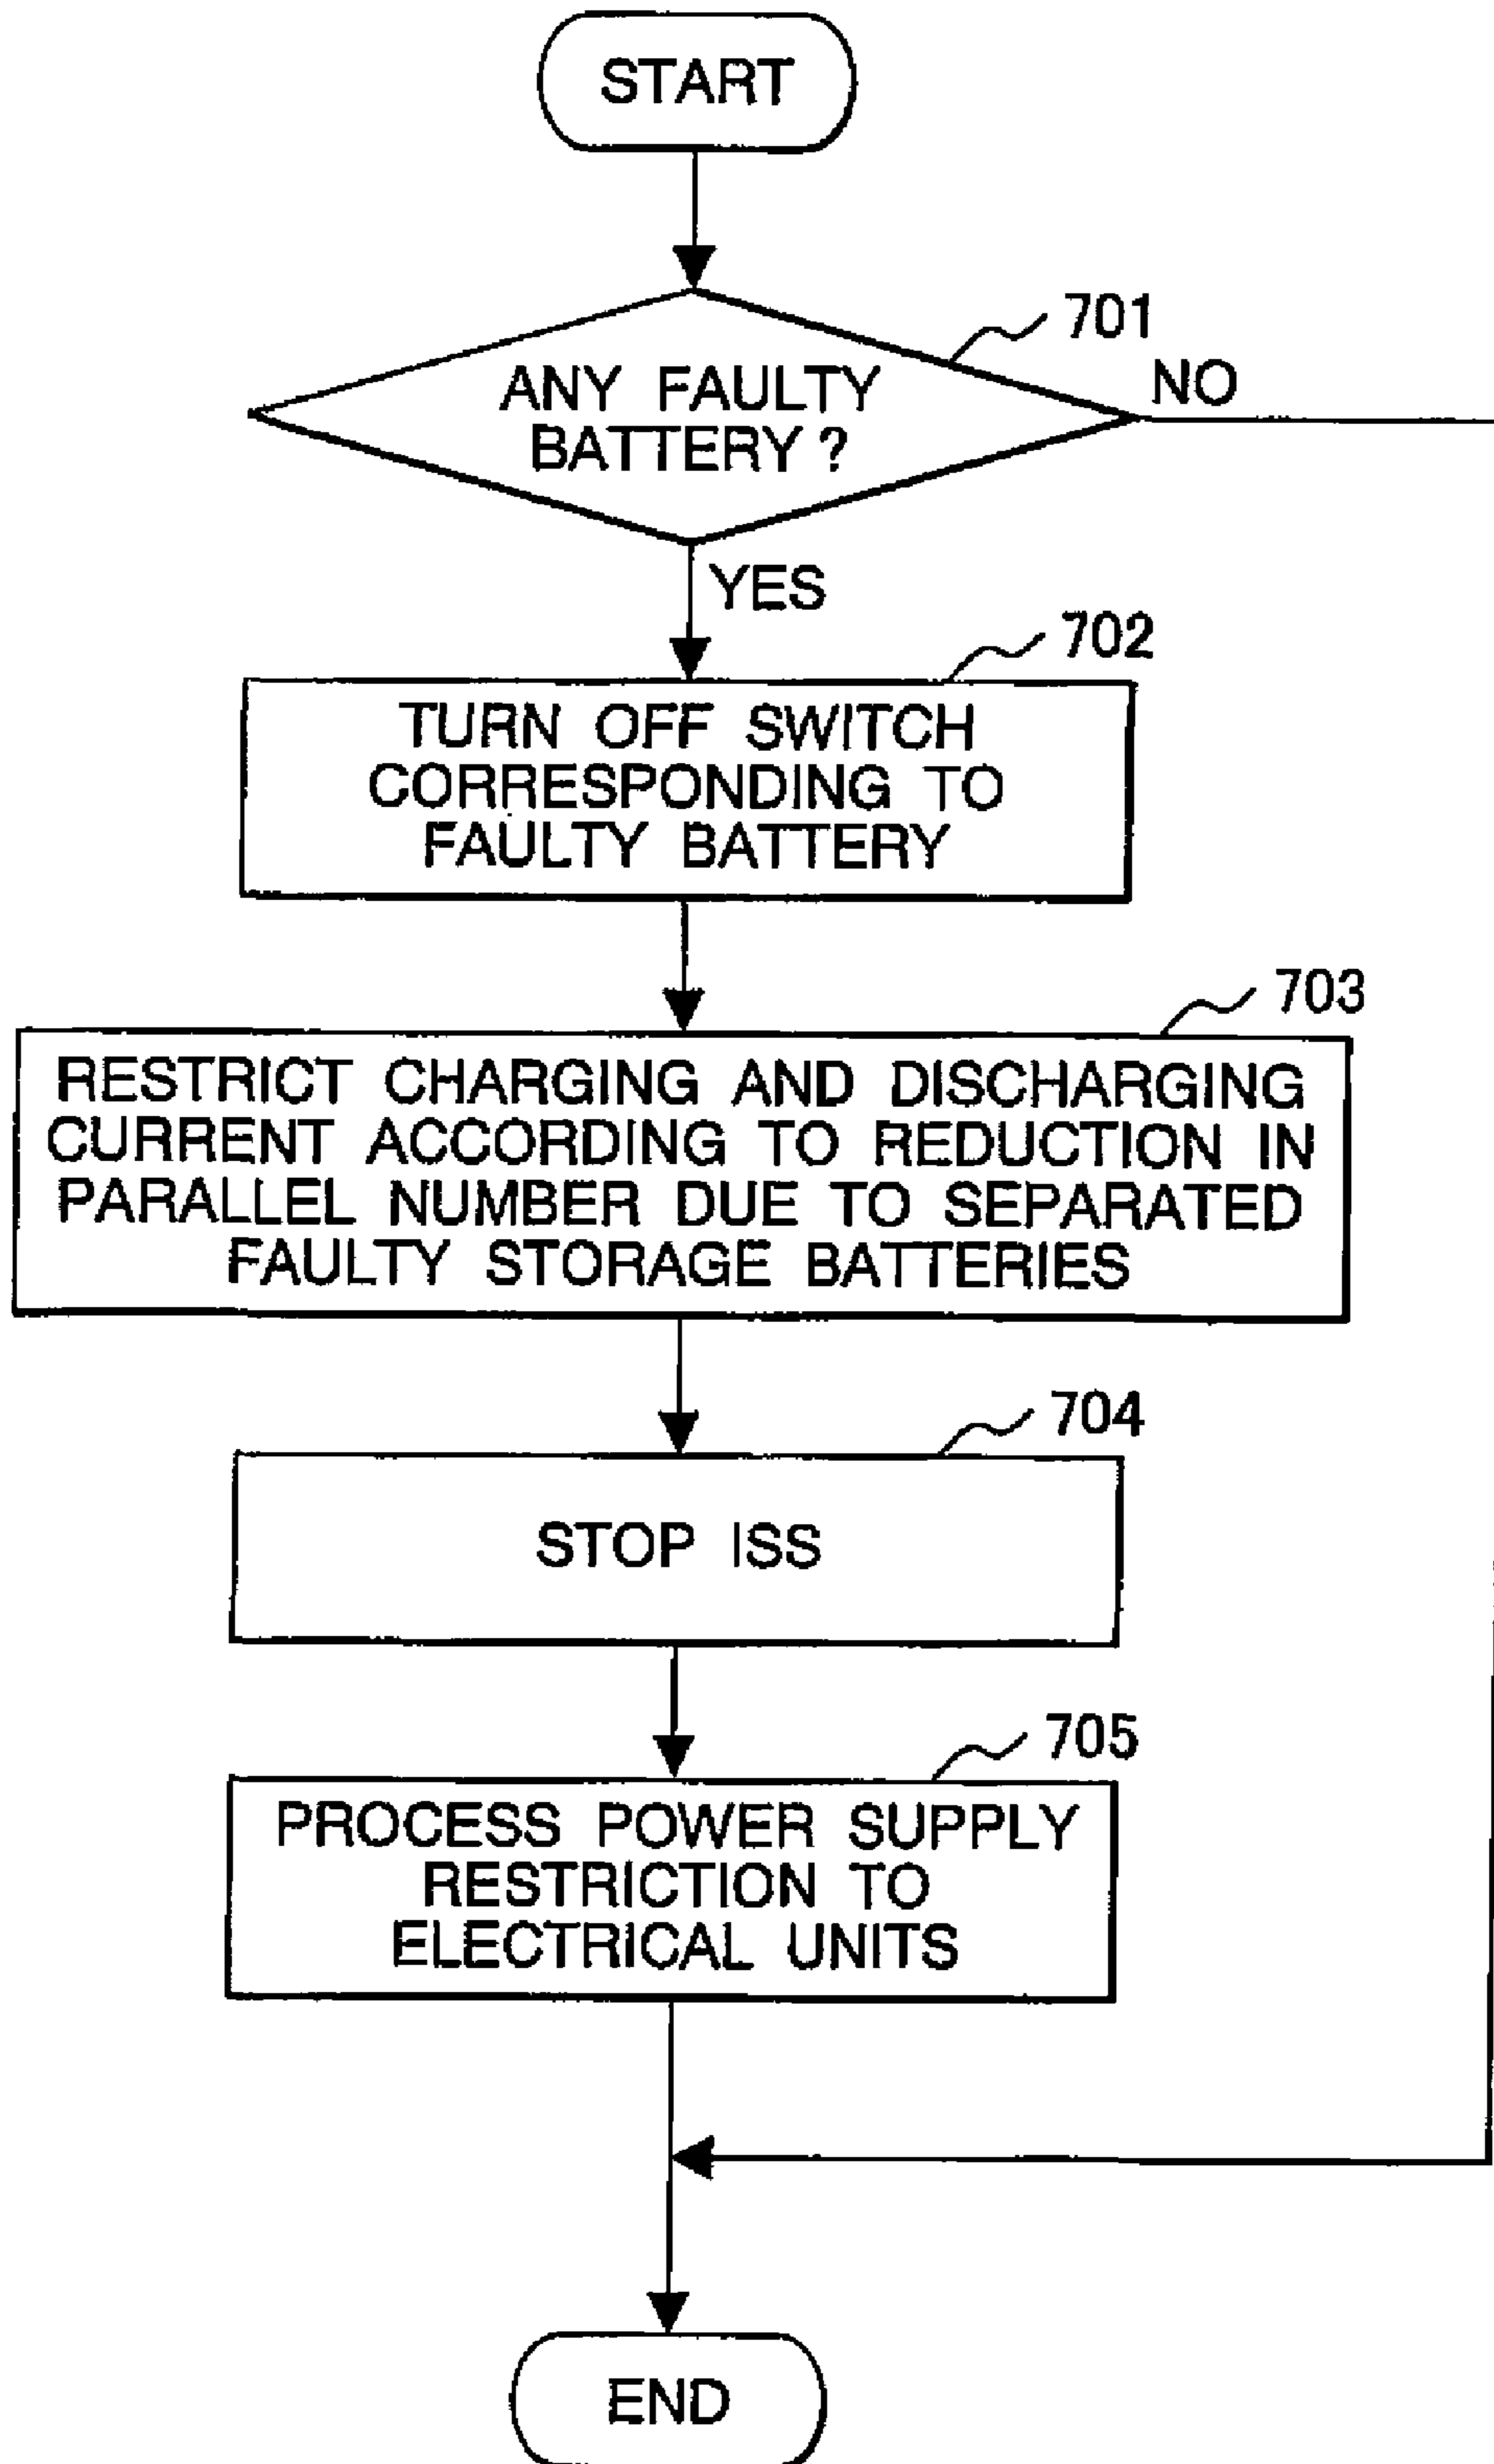 START
701
ANY FAULTY
BATTERY ?
NO
YES
702
TURN OFF SWITCH
CORRESPONDING TO
FAULTY BATTERY
703
RESTRICT CHARGING AND DISCHARGING
CURRENT ACCORDING TO REDUCTION IN
PARALLEL NUMBER DUE TO SEPARATED
FAULTY STORAGE BATTERIES
704
STOP ISS
705
PROCESS POWER SUPPLY
RESTRICTION TO
ELECTRICAL UNITS
END